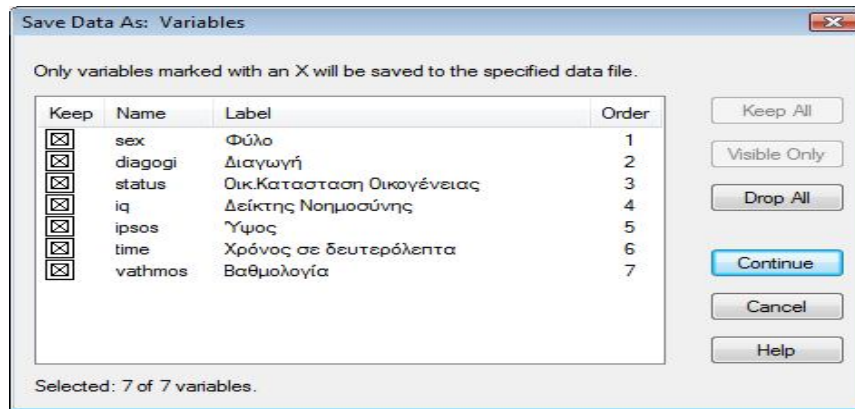 Save Data As: Variables
Only variables marked with an X will be saved to the specified data file.
Keep Name Label Order
sex Φύλο 1
diagogi Διαγωγή 2
status Οικ.Κατασταση Οικογένειας 3
iq Δείκτης Νοημοσύνης 4
ipsos Ύψος 5
time Χρόνος σε δευτερόλεπτα 6
vathmos Βαθμολογία 7
Keep All
Visible Only
Drop All
Continue
Cancel
Help
Selected: 7 of 7 variables.